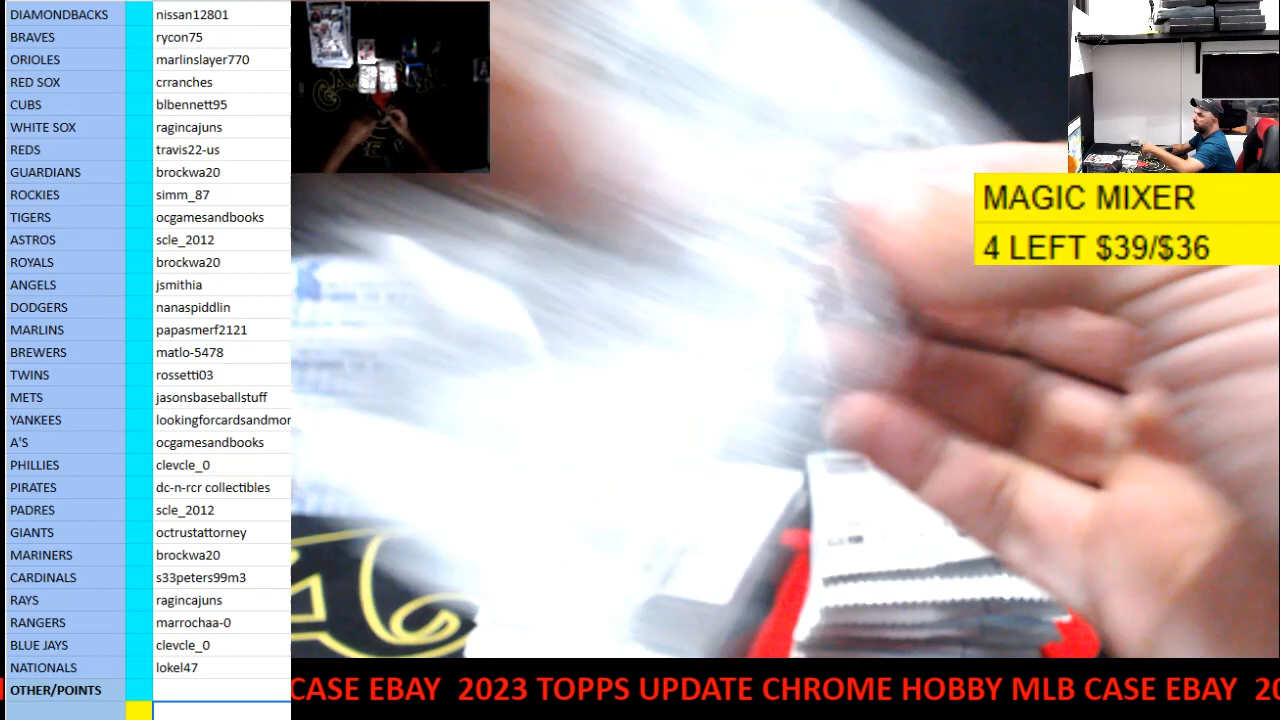 DIAMONDBACKS nissan12801
BRAVES rycon75
ORIOLES marlinslayer770
RED SOX crranches
CUBS blbennett95
WHITE SOX ragincajuns
REDS travis22-us
GUARDIANS brockwa20
ROCKIES simm_87
TIGERS ocgamesandbooks
ASTROS scle_2012
ROYALS brockwa20
ANGELS jsmithia
DODGERS nanaspiddlin
MARLINS papasmerf2121
BREWERS matlo-5478
TWINS rossetti03
METS jasonsbaseballstuff
YANKEES lookingforcardsandmor
A'S ocgamesandbooks
PHILLIES clevcle_0
PIRATES dc-n-rcr collectibles
PADRES scle_2012
GIANTS octrustattorney
MARINERS brockwa20
CARDINALS s33peters99m3
RAYS ragincajuns
RANGERS marrochaa-0
BLUE JAYS clevcle_0
NATIONALS lokel47
OTHER/POINTS
MAGIC MIXER
4 LEFT $39/$36
CASE EBAY 2023 TOPPS UPDATE CHROME HOBBY MLB CASE EBAY 20